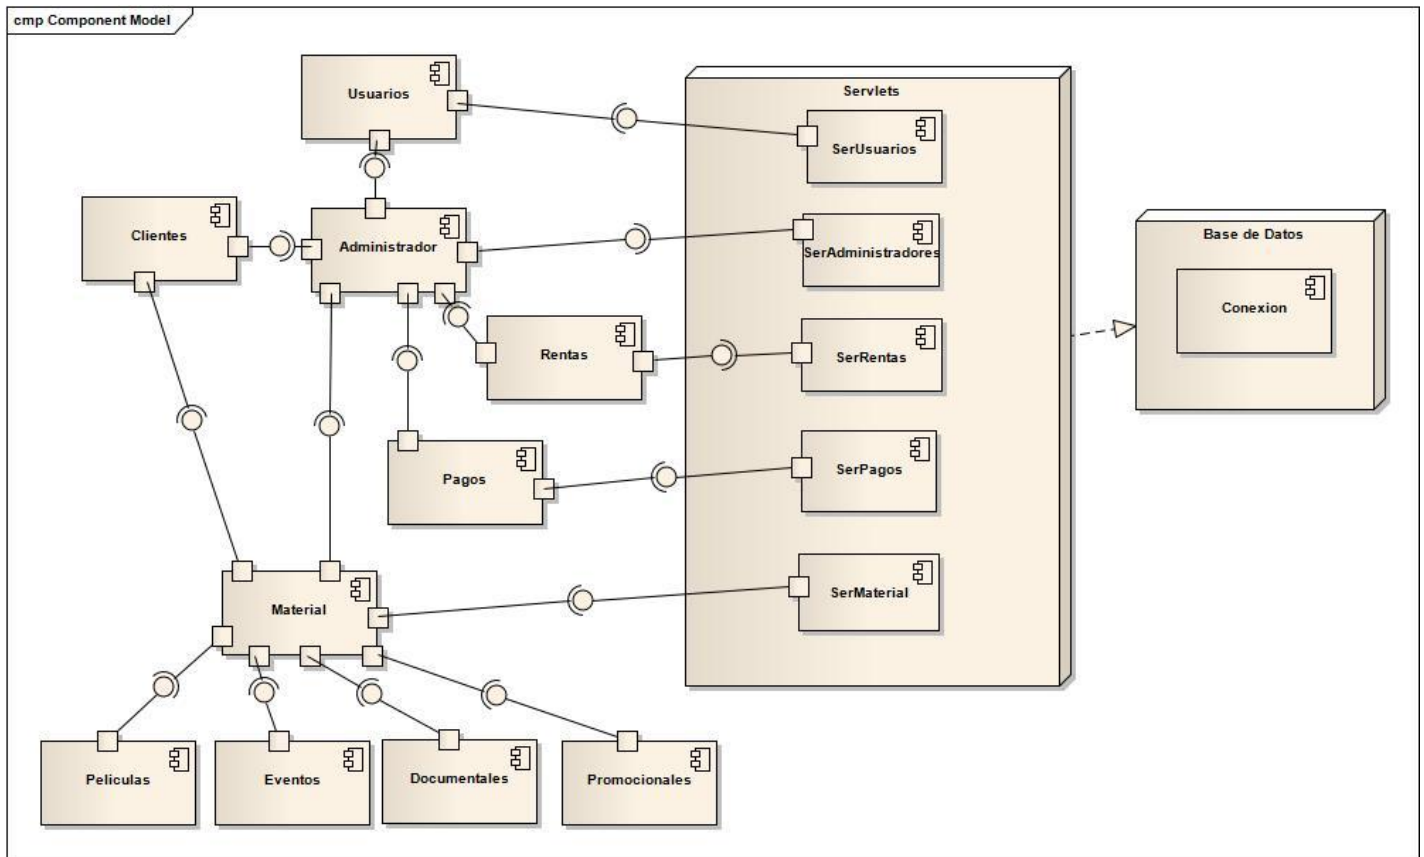 cmp Component Model
Usuarios
Servlets
SerUsuarios
Clientes
Administrador
SerAdministradores
Base de Datos
Conexion
Rentas
SerRentas
Pagos
SerPagos
Material
SerMaterial
Peliculas
Eventos
Documentales
Promocionales